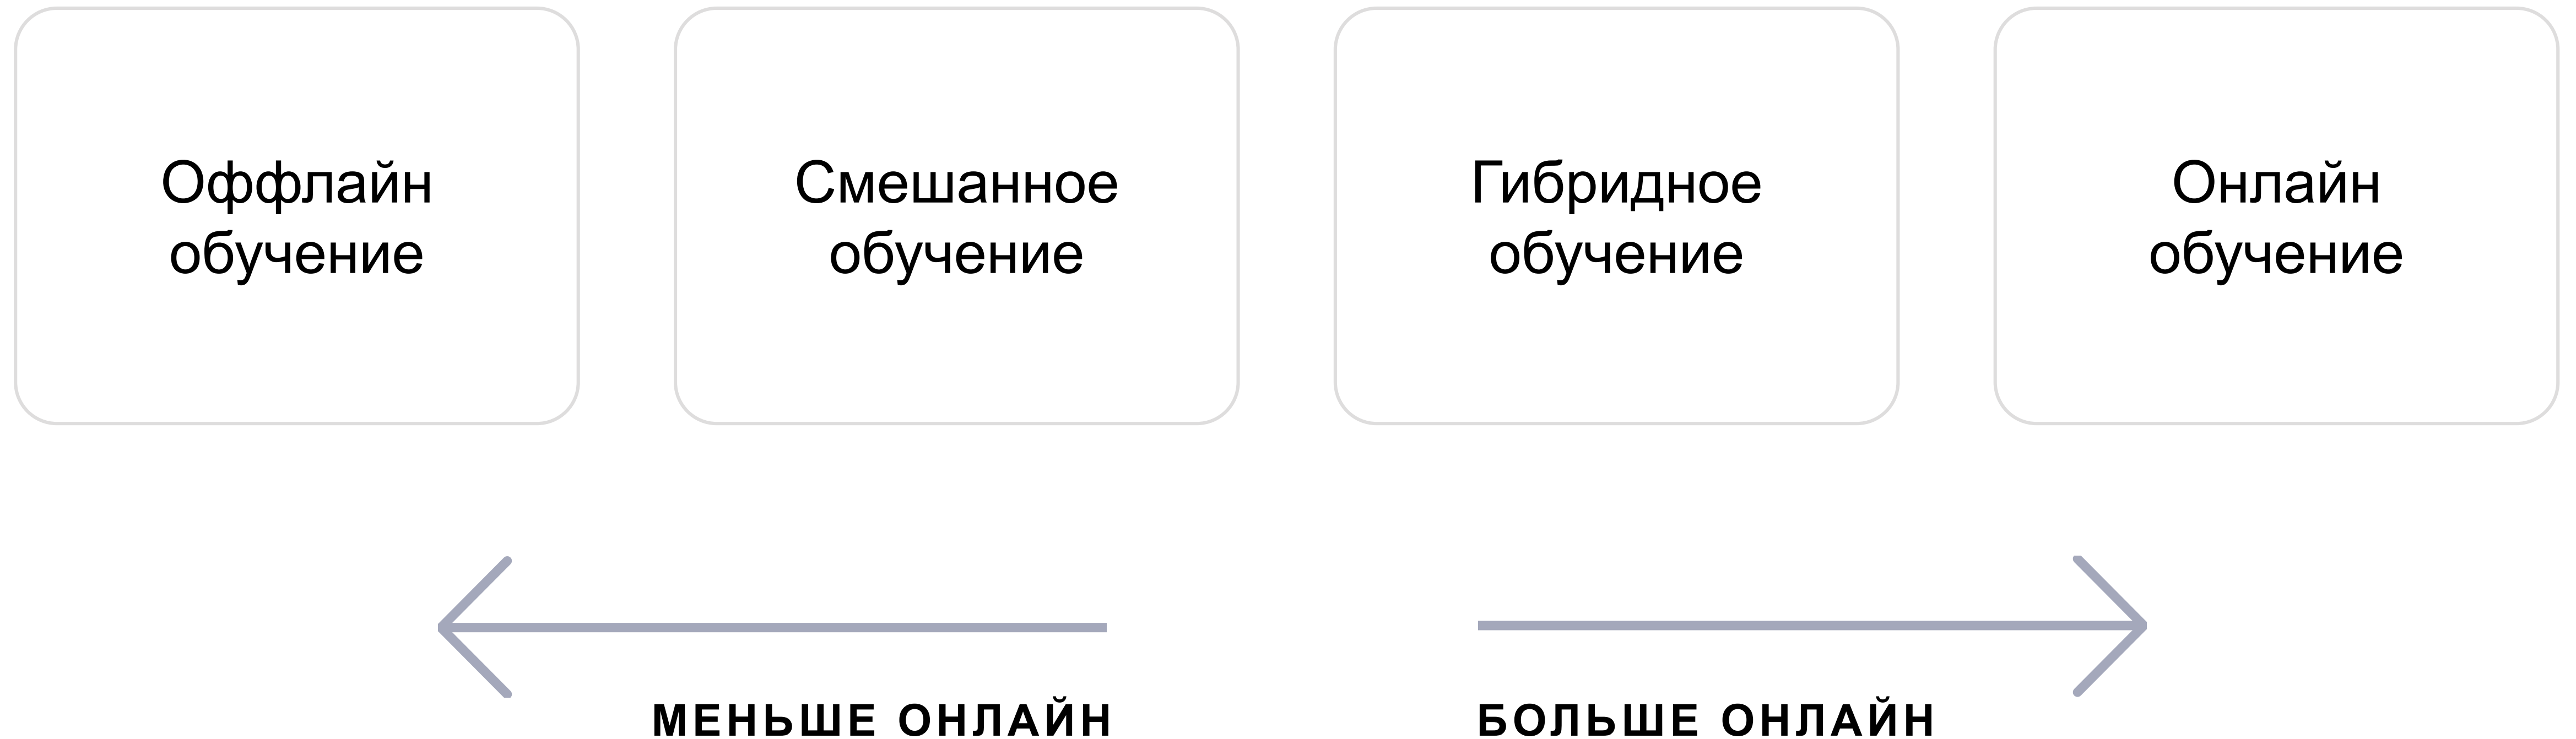 Оффлайн
обучение
Смешанное
обучение
Гибридное
обучение
Онлайн
обучение
МЕНЬШЕ ОНЛАЙН
БОЛЬШЕ ОНЛАЙН